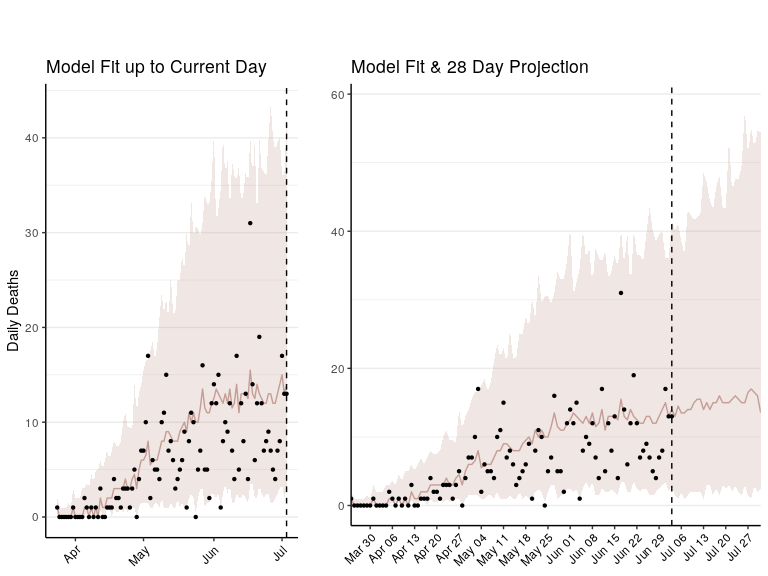 Model Fit up to Current Day
Daily Deaths
40
30
20
10
0
Apr
May
Jun
Jul
Model Fit & 28 Day Projection
60
40
20
0
Mar 30
Apr 06
Apr 13
Apr 20
Apr 27
May 04
May 11
May 18
May 25
Jun 01
Jun 08
Jun 15
Jun 22
Jun 29
Jul 06
Jul 13
Jul 20
Jul 27